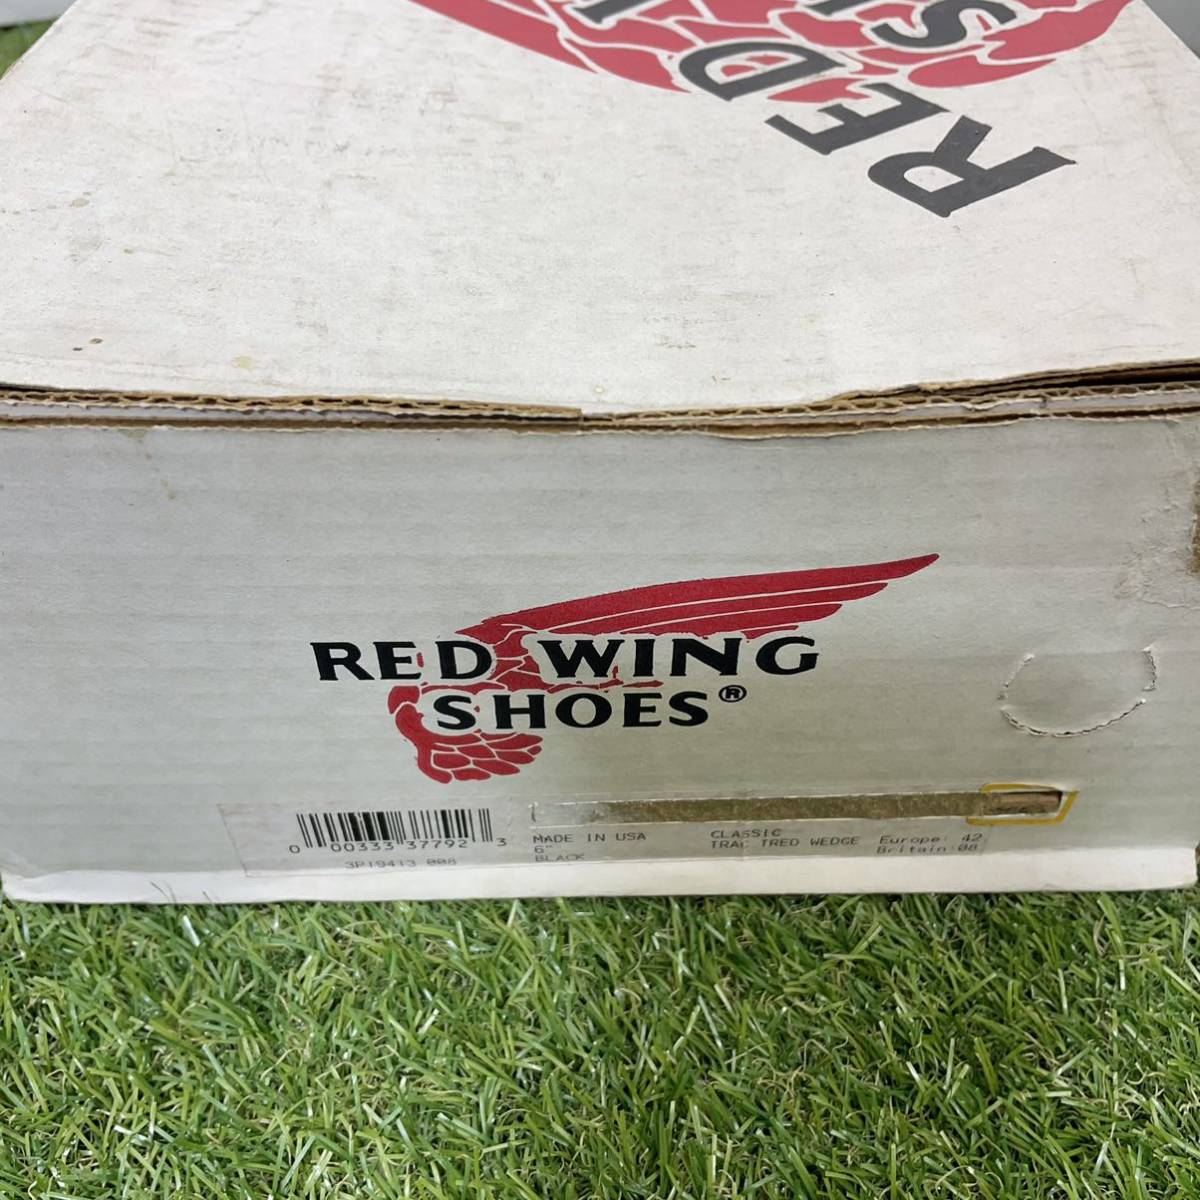 RED
RED WING
SHOES®
0 00333 37792 3
MADE IN USA
CLASSIC
6"
TRAC TRED WEDGE
Europe: 42
BLACK
Britain:08